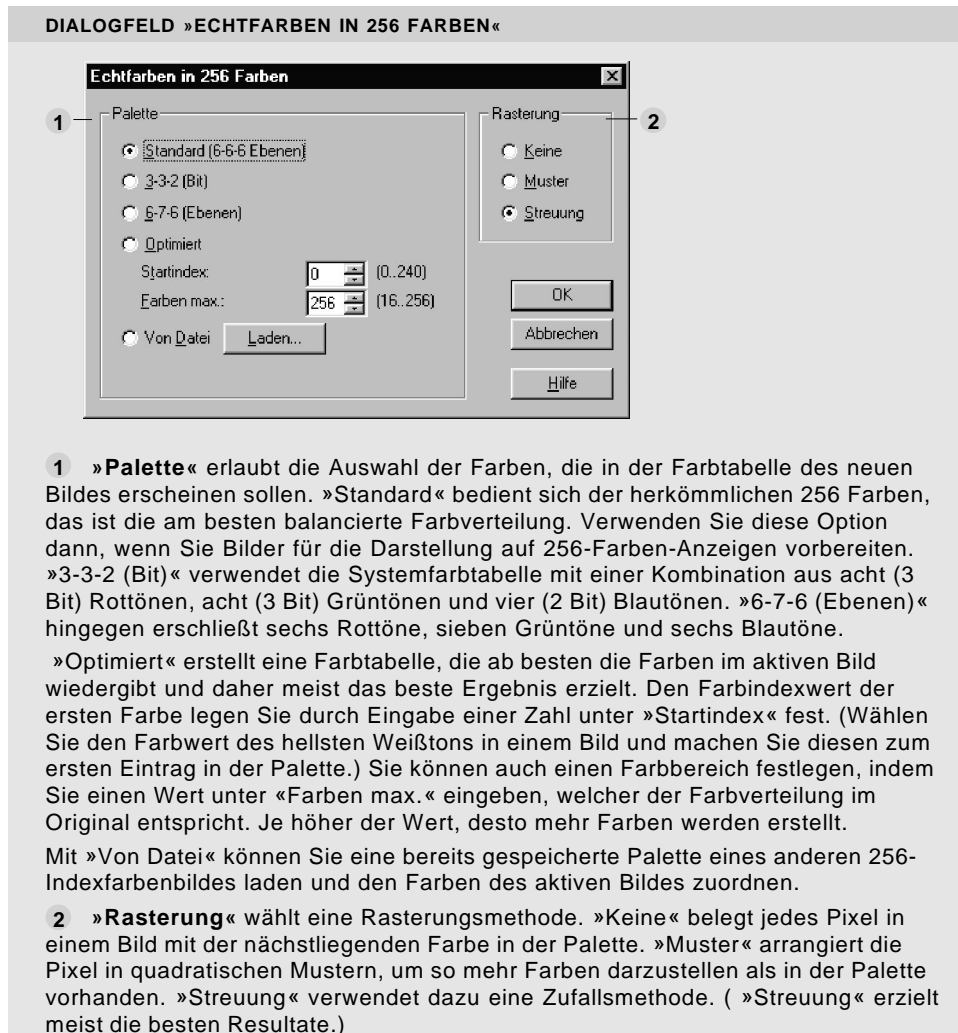 DIALOGFELD »ECHTFARBEN IN 256 FARBEN«
Echtfarben in 256 Farben
1
Palette
Rasterung
2
Standard (6-6-6 Ebenen)
Keine
3-3-2 (Bit)
Muster
6-7-6 (Ebenen)
Streuung
Optimiert
Startindex: 0 (0..240)
Farben max.: 256 (16..256)
OK
Von Datei Laden...
Abbrechen
Hilfe
1 »Palette« erlaubt die Auswahl der Farben, die in der Farbtabelle des neuen
Bildes erscheinen sollen. »Standard« bedient sich der herkömmlichen 256 Farben,
das ist die am besten balancierte Farbverteilung. Verwenden Sie diese Option
dann, wenn Sie Bilder für die Darstellung auf 256-Farben-Anzeigen vorbereiten.
»3-3-2 (Bit)« verwendet die Systemfarbtabelle mit einer Kombination aus acht (3
Bit) Rottönen, acht (3 Bit) Grüntönen und vier (2 Bit) Blautönen. »6-7-6 (Ebenen)«
hingegen erschließt sechs Rottöne, sieben Grüntöne und sechs Blautöne.
»Optimiert« erstellt eine Farbtabelle, die ab besten die Farben im aktiven Bild
wiedergibt und daher meist das beste Ergebnis erzielt. Den Farbindexwert der
ersten Farbe legen Sie durch Eingabe einer Zahl unter »Startindex« fest. (Wählen
Sie den Farbwert des hellsten Weißtons in einem Bild und machen Sie diesen zum
ersten Eintrag in der Palette.) Sie können auch einen Farbbereich festlegen, indem
Sie einen Wert unter «Farben max.« eingeben, welcher der Farbverteilung im
Original entspricht. Je höher der Wert, desto mehr Farben werden erstellt.
Mit »Von Datei« können Sie eine bereits gespeicherte Palette eines anderen 256-
Indexfarbenbildes laden und den Farben des aktiven Bildes zuordnen.
2 »Rasterung« wählt eine Rasterungsmethode. »Keine« belegt jedes Pixel in
einem Bild mit der nächstliegenden Farbe in der Palette. »Muster« arrangiert die
Pixel in quadratischen Mustern, um so mehr Farben darzustellen als in der Palette
vorhanden. »Streuung« verwendet dazu eine Zufallsmethode. ( »Streuung« erzielt
meist die besten Resultate.)